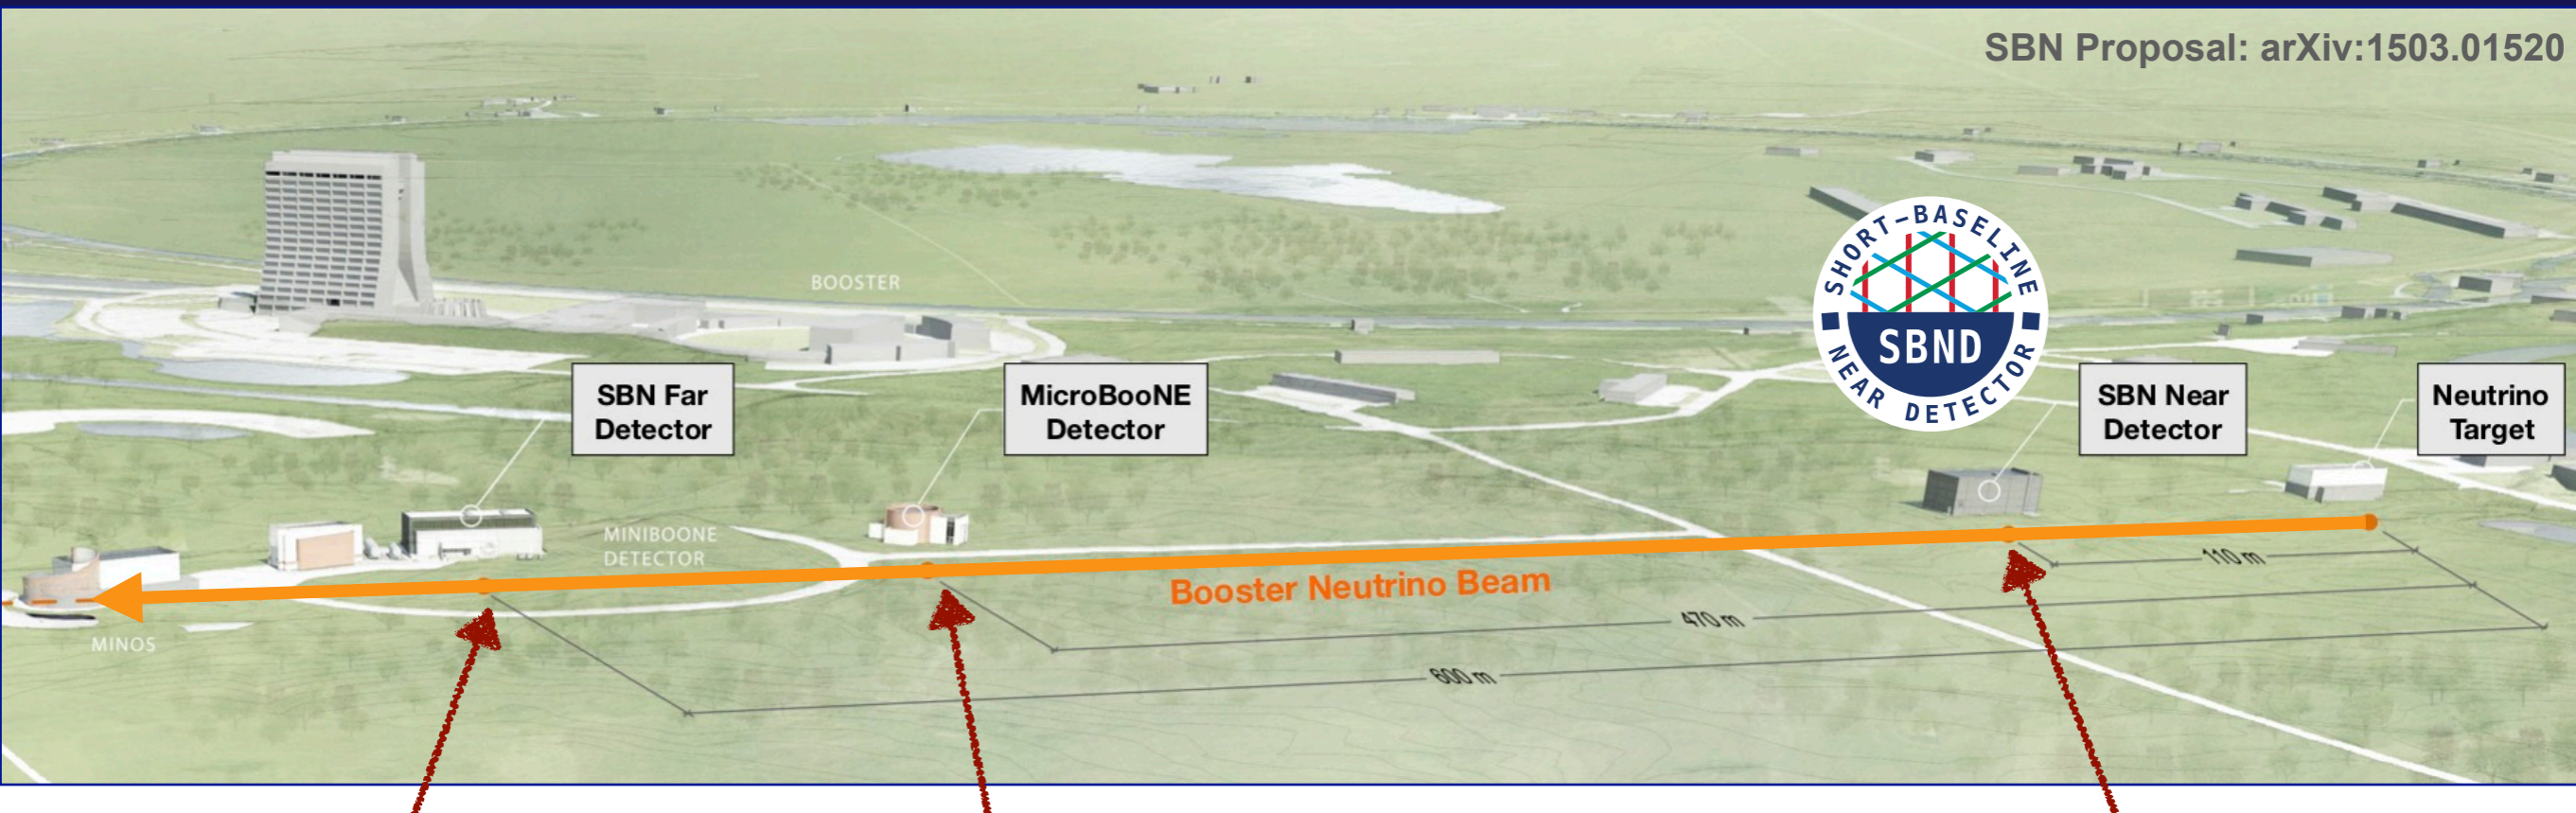 SBN Proposal: arXiv:1503.01520
SHORT-BASELINE
SBND
NEAR DETECTOR
BOOSTER
SBN Far
Detector
MicroBooNE
Detector
SBN Near
Detector
Neutrino
Target
MINIBOONE
DETECTOR
110 m
Booster Neutrino Beam
470 m
MINOS
600 m